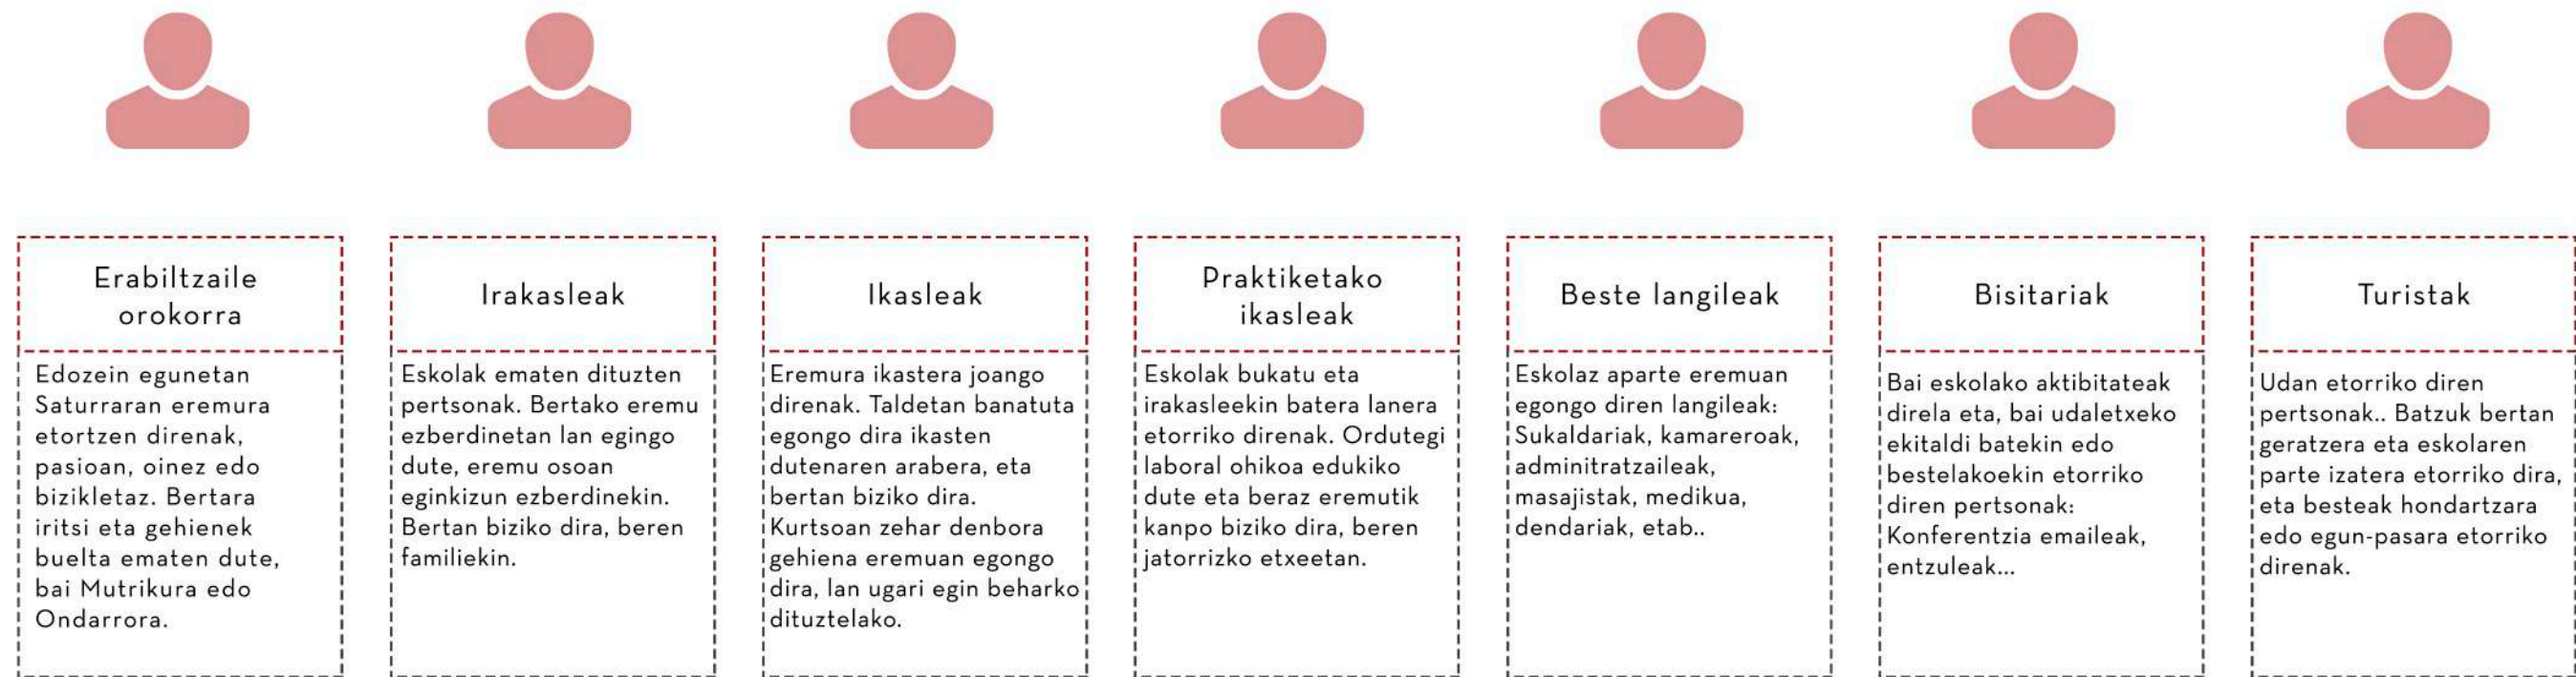 Erabiltzaile
orokorra
Edozein egunetan
Saturraran eremura
etortzen direnak,
pasioan, oinez edo
bizikletaz. Bertara
iritsi eta gehienek
buelta ematen dute,
bai Mutrikura edo
Ondarrora.
Irakasleak
Eskolak ematen dituzten
pertsonak. Bertako eremu
ezberdinetan lan egingo
dute, eremu osoan
eginkizun ezberdinekin.
Bertan biziko dira, beren
familiekin.
Ikasleak
Eremura ikastera joango
direnak. Taldetan banatuta
egongo dira ikasten
dutenaren arabera, eta
bertan biziko dira.
Kurtsoan zehar denbora
gehiena eremuan egongo
dira, lan ugari egin beharko
dituztelako.
Praktiketako
ikasleak
Eskolak bukatu eta
irakasleekin batera lanera
etorriko direnak. Ordutegi
laboral ohikoa edukiko
dute eta beraz eremutik
kanpo biziko dira, beren
jatorrizko etxeetan.
Beste langileak
Eskolaz aparte eremuan
egongo diren langileak:
Sukaldariak, kamareroak,
adminitratzaileak,
masajistak, medikua,
dendariak, etab..
Bisitariak
Bai eskolako aktibitateak
direla eta, bai udaletxeko
ekitaldi batekin edo
bestelakoekin etorriko
diren pertsonak:
Konferentzia emaileak,
entzuleak...
Turistak
Udan etorriko diren
pertsonak.. Batzuk bertan
geratzera eta eskolaren
parte izatera etorriko dira,
eta besteak hondartzara
edo egun-pasara etorriko
direnak.